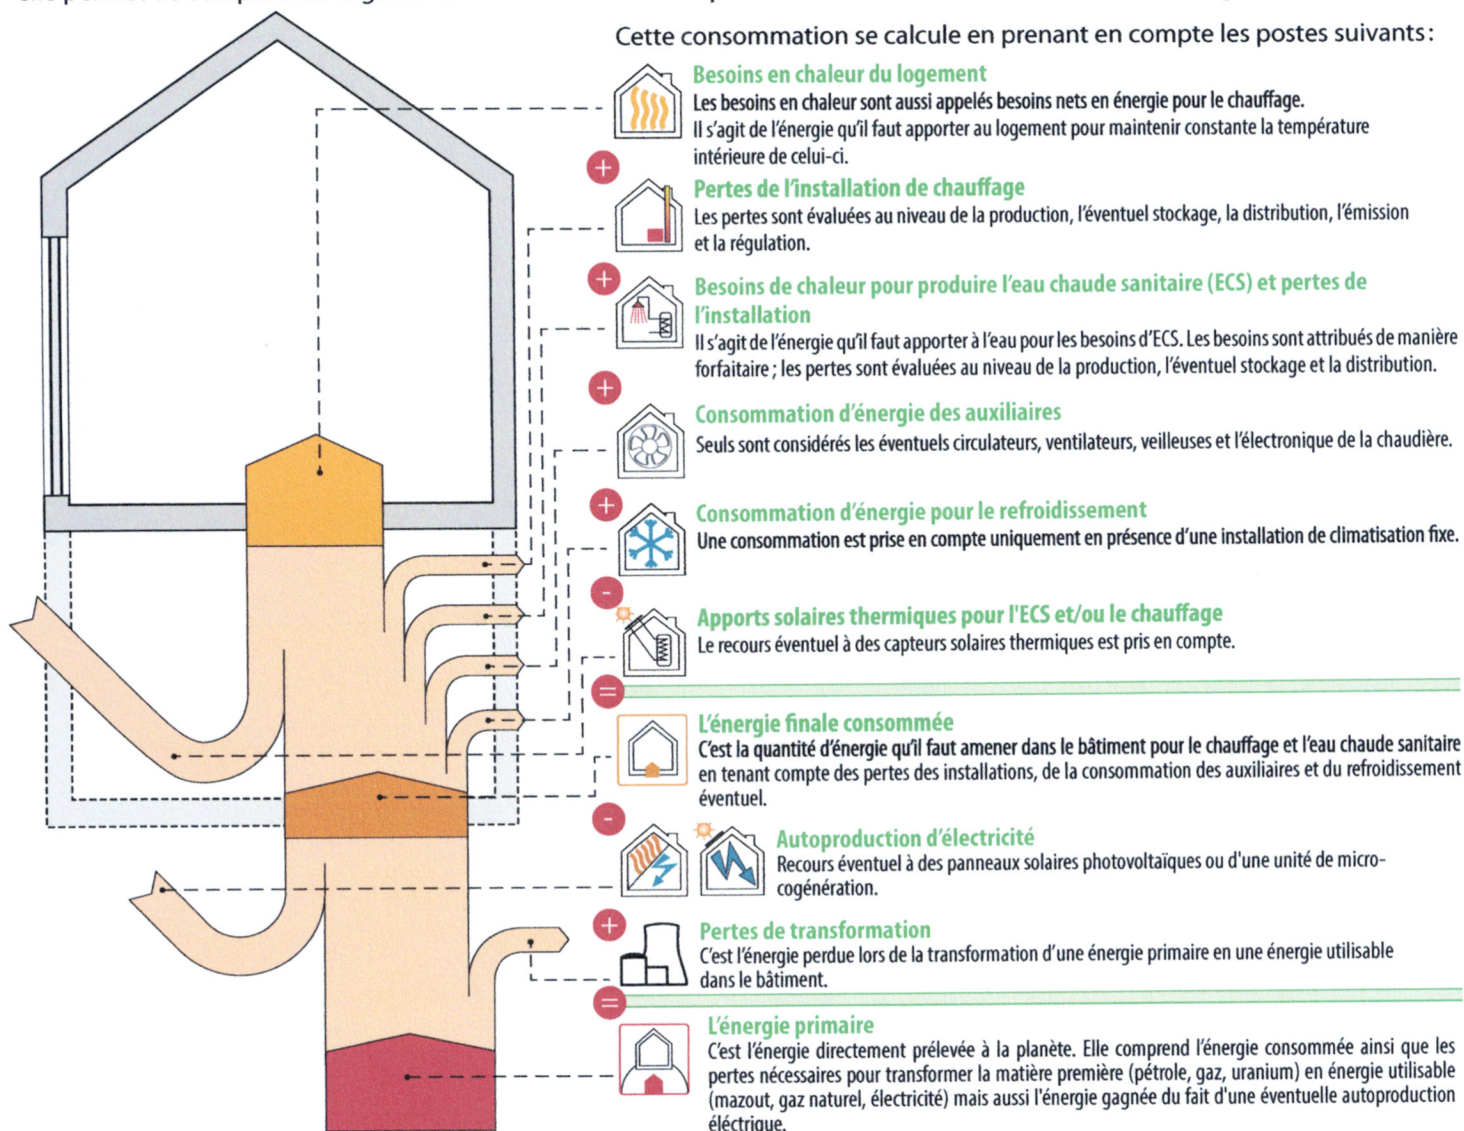 Cette consommation se calcule en prenant en compte les postes suivants :
Besoins en chaleur du logement
Les besoins en chaleur sont aussi appelés besoins nets en énergie pour le chauffage.
Il s'agit de l'énergie qu'il faut apporter au logement pour maintenir constante la température
intérieure de celui-ci.
+
Pertes de l'installation de chauffage
Les pertes sont évaluées au niveau de la production, l'éventuel stockage, la distribution, l'émission
et la régulation.
+
Besoins de chaleur pour produire l'eau chaude sanitaire (ECS) et pertes de
l'installation
Il s'agit de l'énergie qu'il faut apporter à l'eau pour les besoins d'ECS. Les besoins sont attribués de manière
forfaitaire ; les pertes sont évaluées au niveau de la production, l'éventuel stockage et la distribution.
+
Consommation d'énergie des auxiliaires
Seuls sont considérés les éventuels circulateurs, ventilateurs, veilleuses et l'électronique de la chaudière.
+
Consommation d'énergie pour le refroidissement
Une consommation est prise en compte uniquement en présence d'une installation de climatisation fixe.
-
Apports solaires thermiques pour l'ECS et/ou le chauffage
Le recours éventuel à des capteurs solaires thermiques est pris en compte.
=
L'énergie finale consommée
C'est la quantité d'énergie qu'il faut amener dans le bâtiment pour le chauffage et l'eau chaude sanitaire
en tenant compte des pertes des installations, de la consommation des auxiliaires et du refroidissement
éventuel.
-
Autoproduction d'électricité
Recours éventuel à des panneaux solaires photovoltaïques ou d'une unité de micro-
cogénération.
+
Pertes de transformation
C'est l'énergie perdue lors de la transformation d'une énergie primaire en une énergie utilisable
dans le bâtiment.
=
L'énergie primaire
C'est l'énergie directement prélevée à la planète. Elle comprend l'énergie consommée ainsi que les
pertes nécessaires pour transformer la matière première (pétrole, gaz, uranium) en énergie utilisable
(mazout, gaz naturel, électricité) mais aussi l'énergie gagnée du fait d'une éventuelle autoproduction
éléctrique.